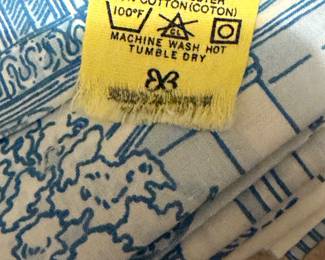 COTTON(COTON)
100°F CL
MACHINE WASH HOT
TUMBLE DRY